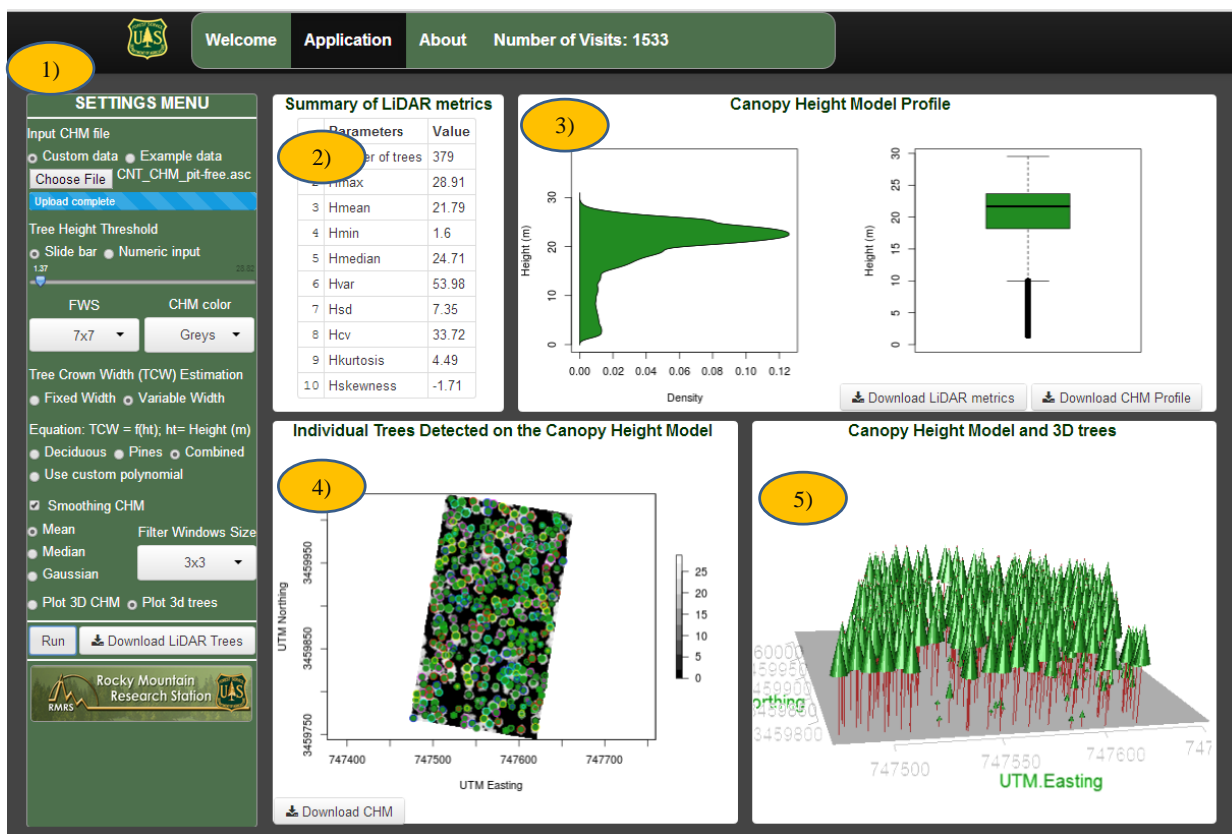 UAS
Welcome
Application
About
Number of Visits: 1533
1)
SETTINGS MENU
Input CHM file
Custom data Example data
Choose File CNT_CHM_pit-free.asc
Upload complete
Tree Height Threshold
Slide bar Numeric input
1.37
FWS CHM color
7x7 Greys
Tree Crown Width (TCW) Estimation
Fixed Width Variable Width
Equation: TCW = f(ht); ht= Height (m)
Deciduous Pines Combined
Use custom polynomial
Smoothing CHM
Mean Filter Windows Size
Median
3x3
Gaussian
Plot 3D CHM Plot 3d trees
Run Download LiDAR Trees
Rocky Mountain
Research Station
RMRS
UAS
Summary of LiDAR metrics
2)
Parameters Value
er of trees 379
2 Hmax 28.91
3 Hmean 21.79
4 Hmin 1.6
5 Hmedian 24.71
6 Hvar 53.98
7 Hsd 7.35
8 Hcv 33.72
9 Hkurtosis 4.49
10 Hskewness -1.71
Canopy Height Model Profile
3)
Height (m)
30
20
10
0
0.00 0.02 0.04 0.06 0.08 0.10 0.12
Density
Height (m)
30
25
20
15
10
5
0
Download LiDAR metrics
Download CHM Profile
Individual Trees Detected on the Canopy Height Model
4)
UTM Northing
3459950
3459850
3459750
747400 747500 747600 747700
UTM Easting
25
20
15
10
5
0
Download CHM
Canopy Height Model and 3D trees
5)
60000
345995
3459900
3459850
3459800
orthing
747500 747550 747600 747
UTM.Easting